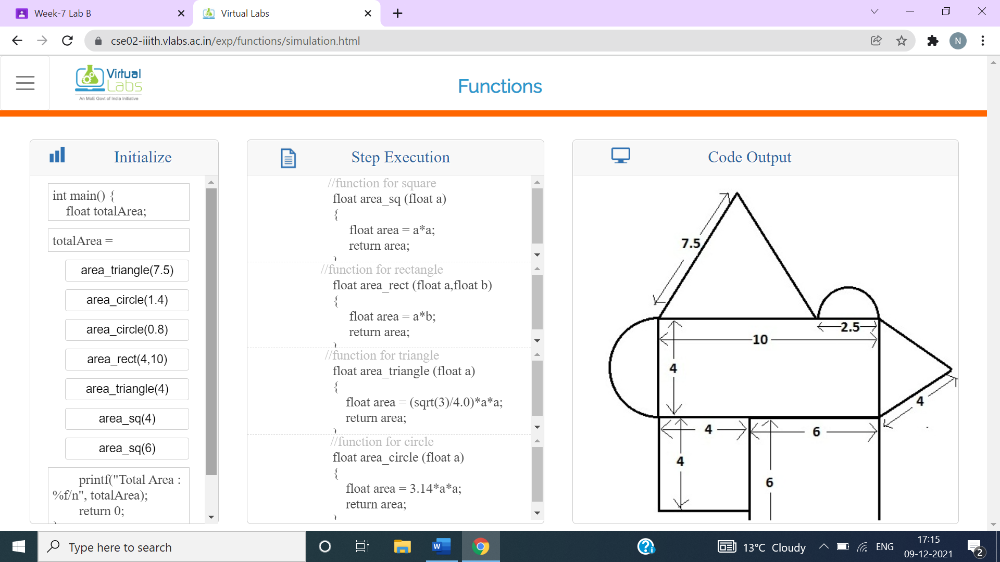 Week-7 Lab B
Virtual Labs
cse02-iiith.vlabs.ac.in/exp/functions/simulation.html
N
Virtual
Labs
An MoE Govt of India Initiative
Functions
Initialize
int main() {
float totalArea;
totalArea =
area_triangle(7.5)
area_circle(1.4)
area_circle(0.8)
area_rect(4,10)
area_triangle(4)
area_sq(4)
area_sq(6)
printf("Total Area :
%f/n", totalArea);
return 0;
Step Execution
//function for square
float area_sq (float a)
{
float area = a*a;
return area;
}
//function for rectangle
float area_rect (float a,float b)
{
float area = a*b;
return area;
}
//function for triangle
float area_triangle (float a)
{
float area = (sqrt(3)/4.0)*a*a;
return area;
}
//function for circle
float area_circle (float a)
{
float area = 3.14*a*a;
return area;
}
Code Output
7.5
2.5
10
4
4
4
6
4
6
Type here to search
W
13°C Cloudy
ENG
17:15
09-12-2021
2